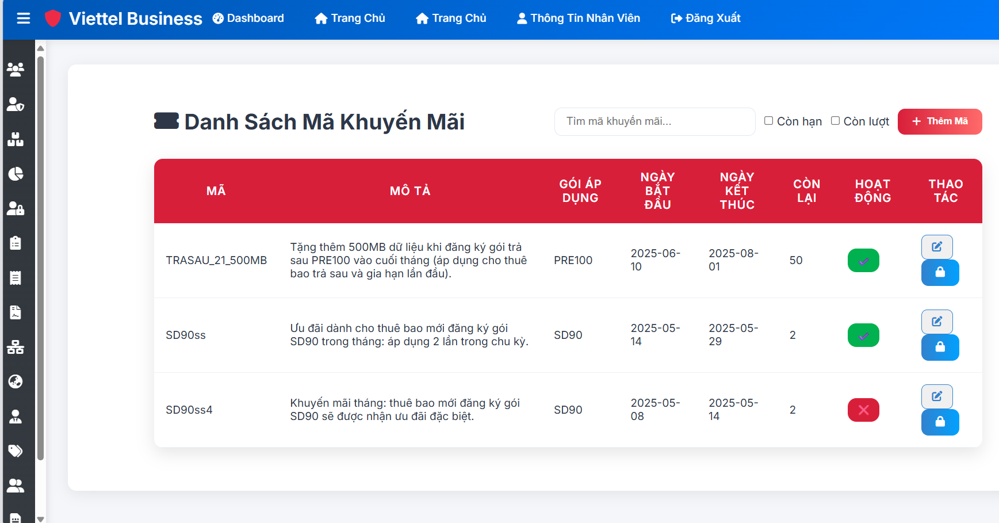 Viettel Business
Dashboard
Trang Chủ
Trang Chủ
Thông Tin Nhân Viên
Đăng Xuất
Danh Sách Mã Khuyến Mãi
Tìm mã khuyến mãi...
Còn hạn
Còn lượt
+ Thêm Mã
MÃ
MÔ TẢ
GÓI ÁP
DỤNG
NGÀY
BẮT
ĐẦU
NGÀY
KẾT
THÚC
CÒN
LẠI
HOẠT
ĐỘNG
THAO
TÁC
TRASAU_21_500MB
Tặng thêm 500MB dữ liệu khi đăng ký gói trả
sau PRE100 vào cuối tháng (áp dụng cho thuê
bao trả sau và gia hạn lần đầu).
PRE100
2025-06-
10
2025-08-
01
50
SD90ss
Ưu đãi dành cho thuê bao mới đăng ký gói
SD90 trong tháng: áp dụng 2 lần trong chu kỳ.
SD90
2025-05-
14
2025-05-
29
2
SD90ss4
Khuyến mãi tháng: thuê bao mới đăng ký gói
SD90 sẽ được nhận ưu đãi đặc biệt.
SD90
2025-05-
08
2025-05-
14
2